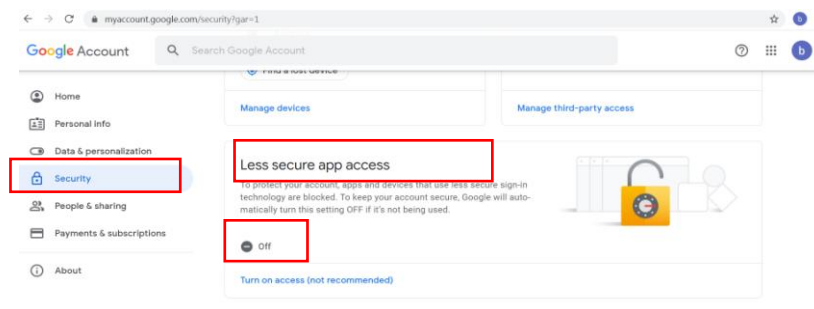 myaccount.google.com/security?gar=1
b
Google Account
Search Google Account
b
Find a lost device
Manage devices
Manage third-party access
Home
Personal info
Data & personalization
Security
People & sharing
Payments & subscriptions
About
Less secure app access
To protect your account, apps and devices that use less secure sign-in
technology are blocked. To keep your account secure, Google will auto-
matically turn this setting OFF if it's not being used.
Off
Turn on access (not recommended)